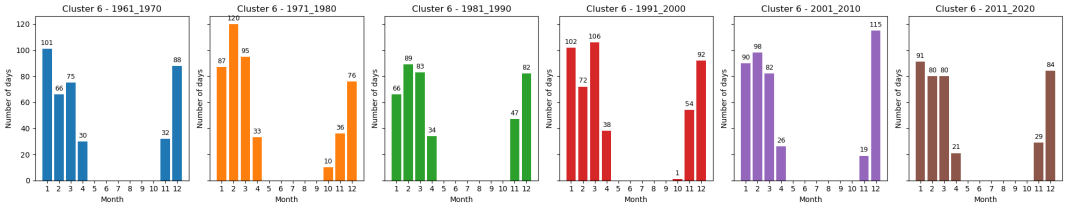 Cluster 6 - 1961_1970
Number of days
120
100
80
60
40
20
0
101
66
75
30
32
88
1 2 3 4 5 6 7 8 9 10 11 12
Month
Cluster 6 - 1971_1980
Number of days
87
120
95
33
10
36
76
1 2 3 4 5 6 7 8 9 10 11 12
Month
Cluster 6 - 1981_1990
Number of days
66
89
83
34
47
82
1 2 3 4 5 6 7 8 9 10 11 12
Month
Cluster 6 - 1991_2000
Number of days
102
72
106
38
1
54
92
1 2 3 4 5 6 7 8 9 10 11 12
Month
Cluster 6 - 2001_2010
Number of days
90
98
82
26
19
115
1 2 3 4 5 6 7 8 9 10 11 12
Month
Cluster 6 - 2011_2020
Number of days
91
80
80
21
29
84
1 2 3 4 5 6 7 8 9 10 11 12
Month